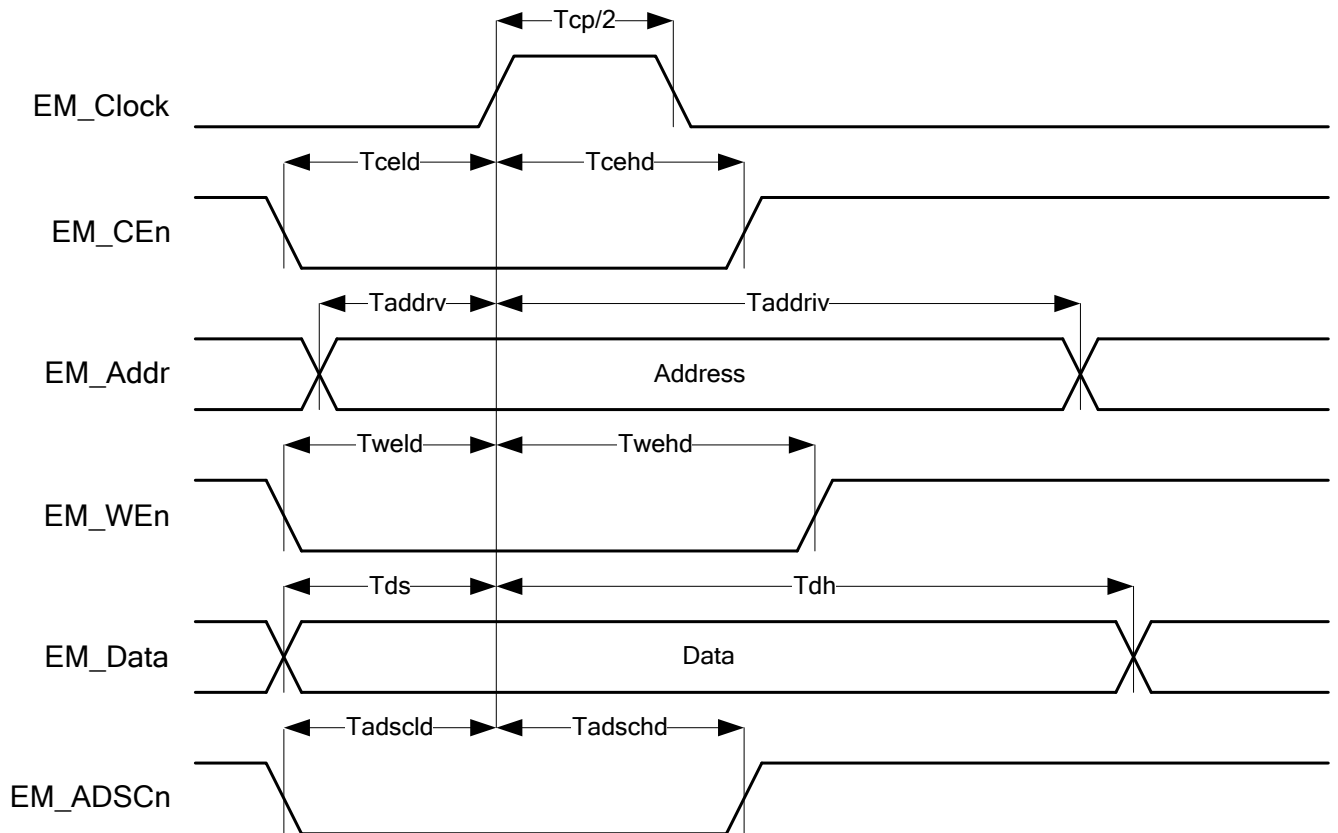 Tcp/2
EM_Clock
Tceld Tcehd
EM_CEn
Taddrv Taddriv
EM_Addr Address
Tweld Twehd
EM_WEn
Tds Tdh
EM_Data Data
Tadscld Tadschd
EM_ADSCn